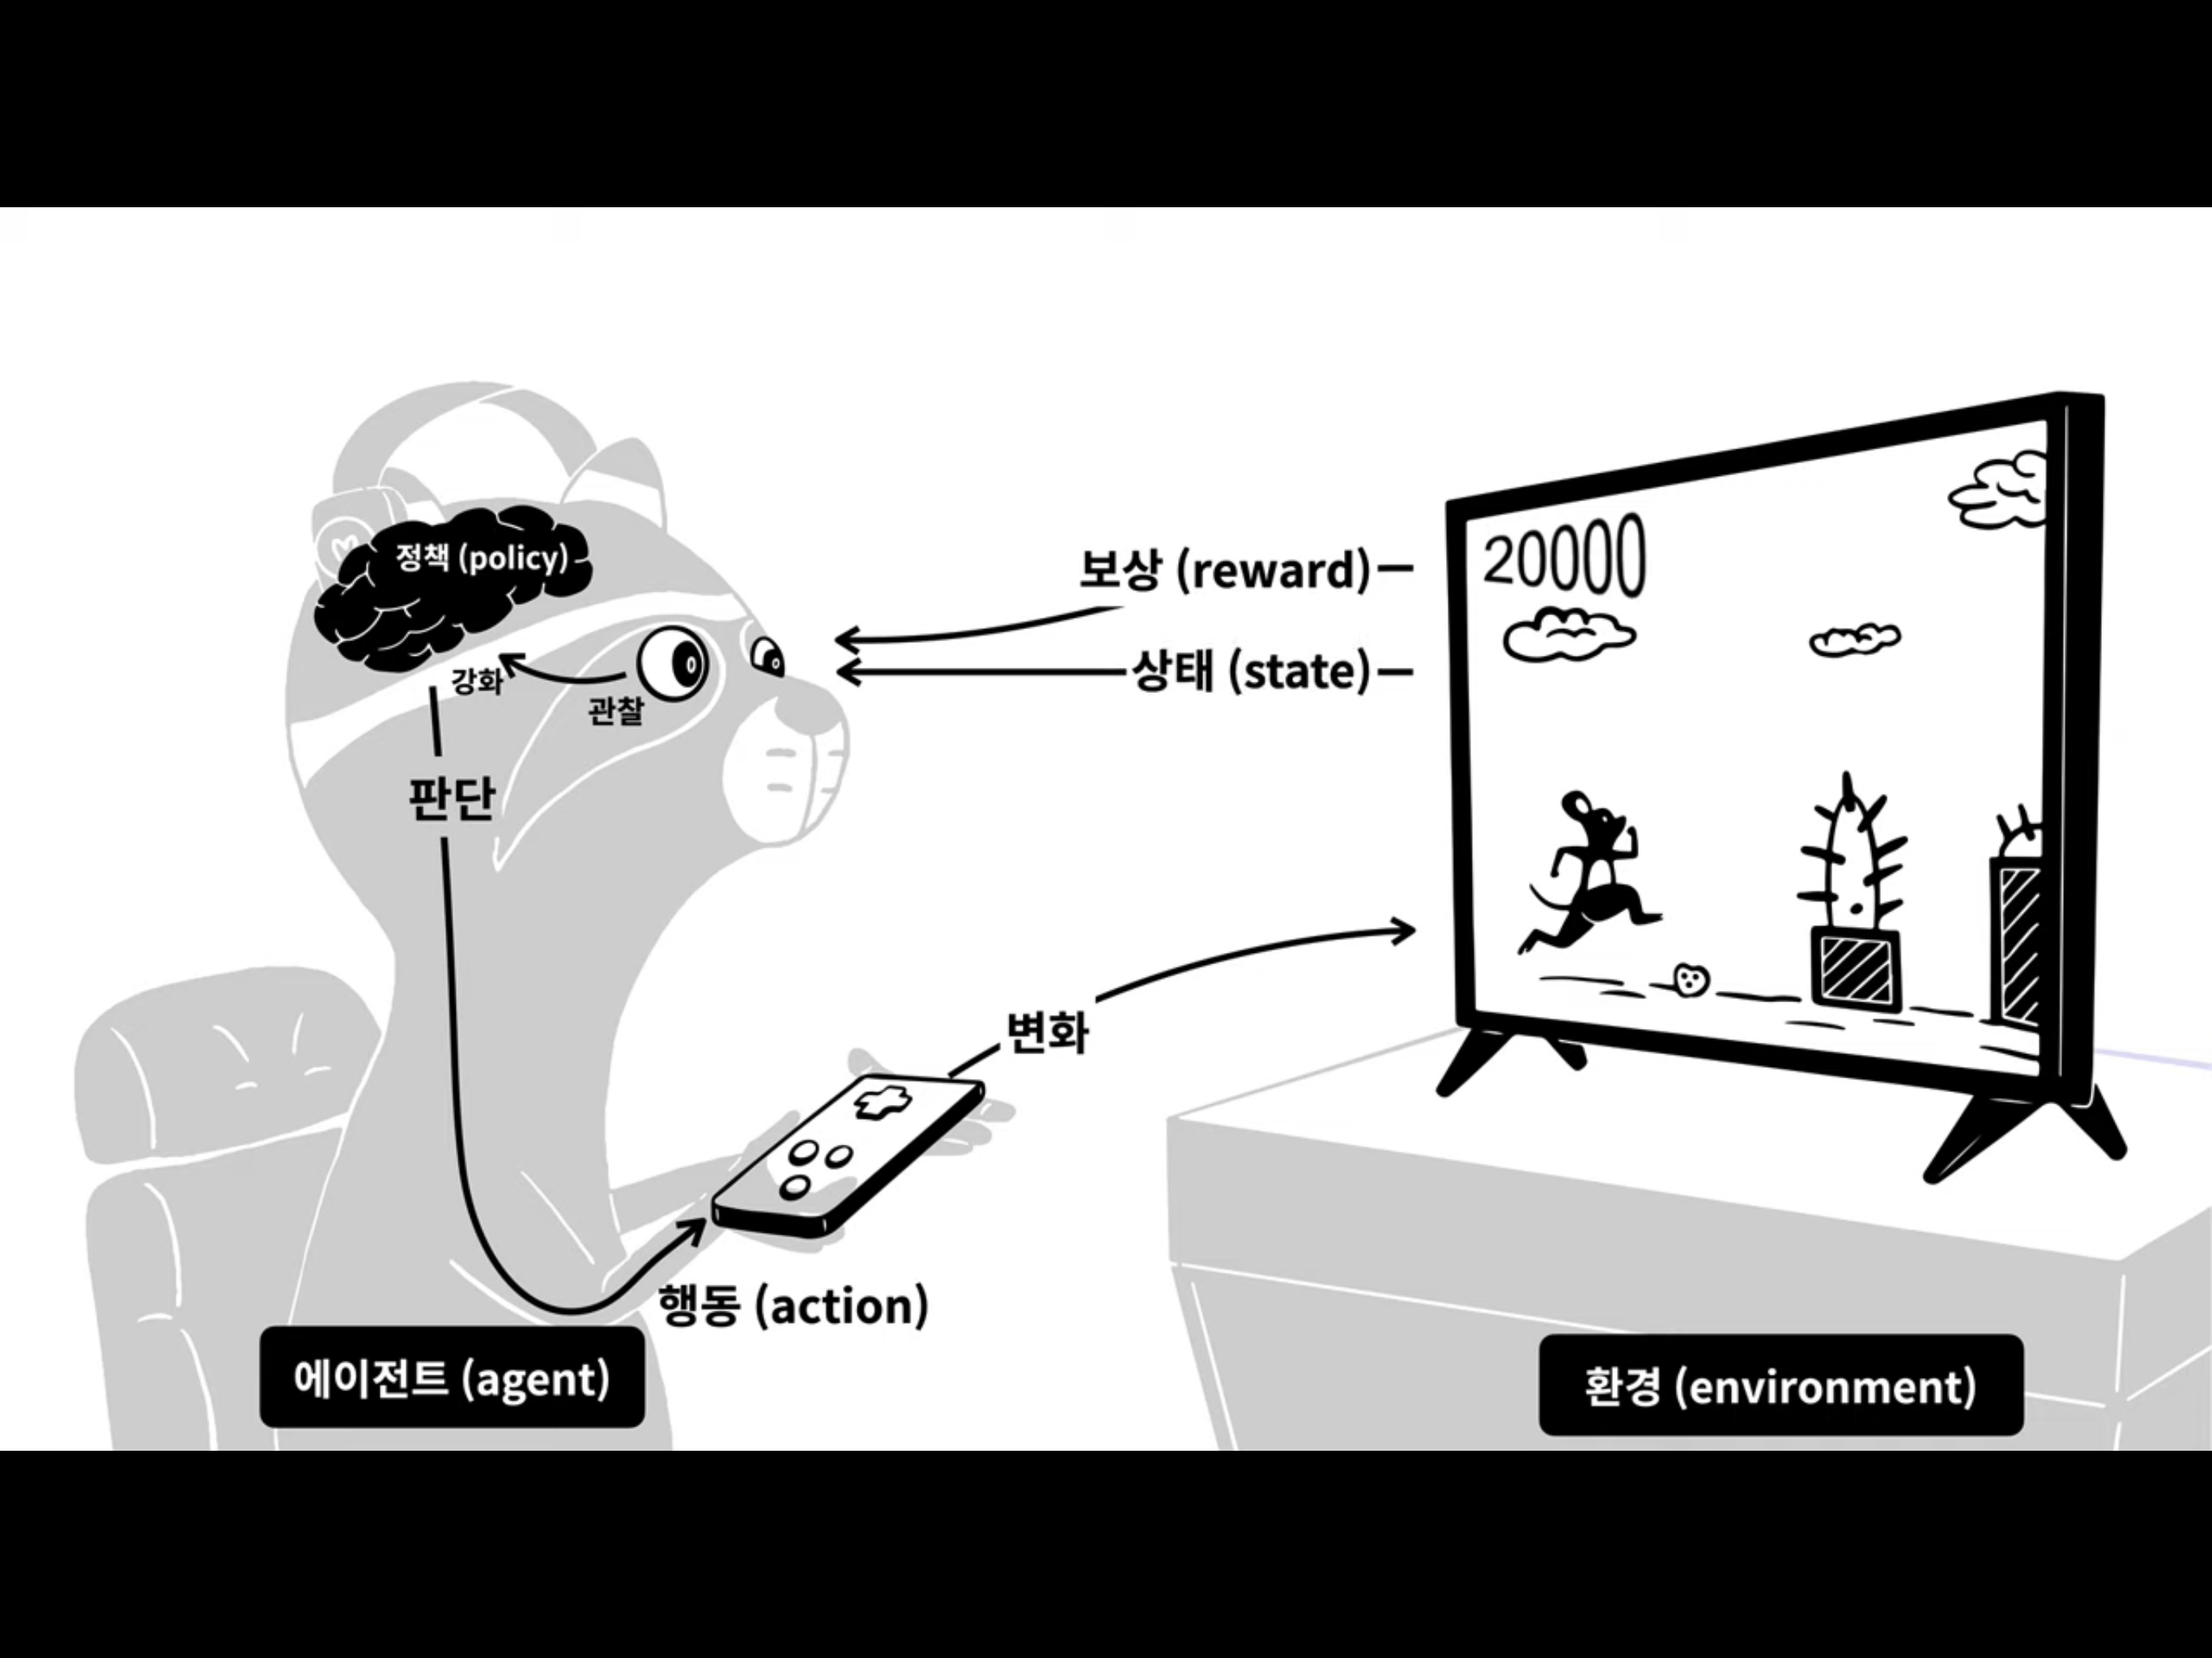 20000
정책 (policy)
보상 (reward)
상태 (state)
강화
관찰
판단
변화
행동 (action)
에이전트 (agent)
환경 (environment)